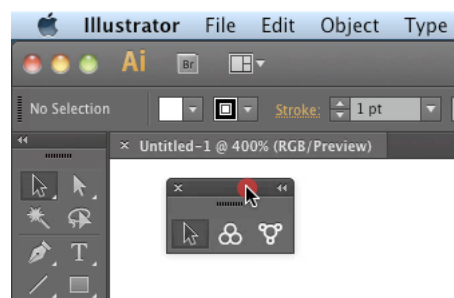 Illustrator File Edit Object Type
Ai Br
No Selection Stroke: 1 pt
× Untitled-1 @ 400% (RGB/Preview)
T